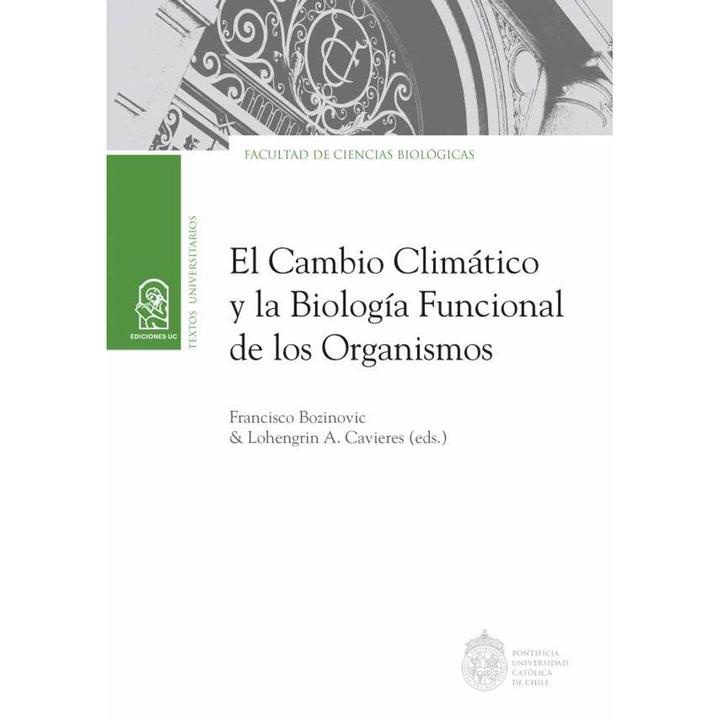 FACULTAD DE CIENCIAS BIOLÓGICAS
EDICIONES UC
TEXTOS UNIVERSITARIOS
El Cambio Climático
y la Biología Funcional
de los Organismos
Francisco Bozinovic
& Lohengrin A. Cavieres (eds.)
PONTIFICIA
UNIVERSIDAD
CATÓLICA
DE CHILE